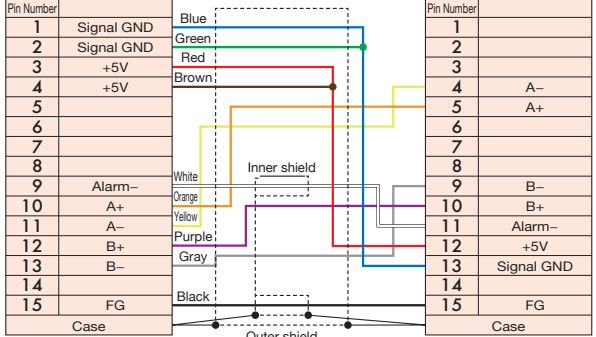 Pin Number
Pin Number
1 Signal GND Blue 1
2 Signal GND Green 2
3 +5V Red 3
4 +5V Brown 4 A−
5 5 A+
6 6
7 7
8 Inner shield 8
9 Alarm− White 9 B−
10 A+ Orange 10 B+
11 A− Yellow 11 Alarm−
12 B+ Purple 12 +5V
13 B− Gray 13 Signal GND
14 14
15 FG Black 15 FG
Case Case
Outer shield